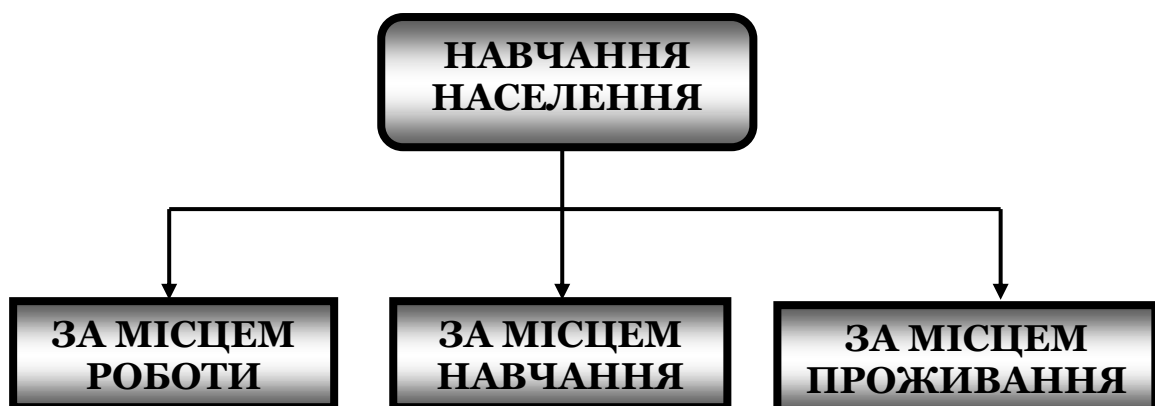 НАВЧАННЯ
НАСЕЛЕННЯ
ЗА МІСЦЕМ
РОБОТИ
ЗА МІСЦЕМ
НАВЧАННЯ
ЗА МІСЦЕМ
ПРОЖИВАННЯ